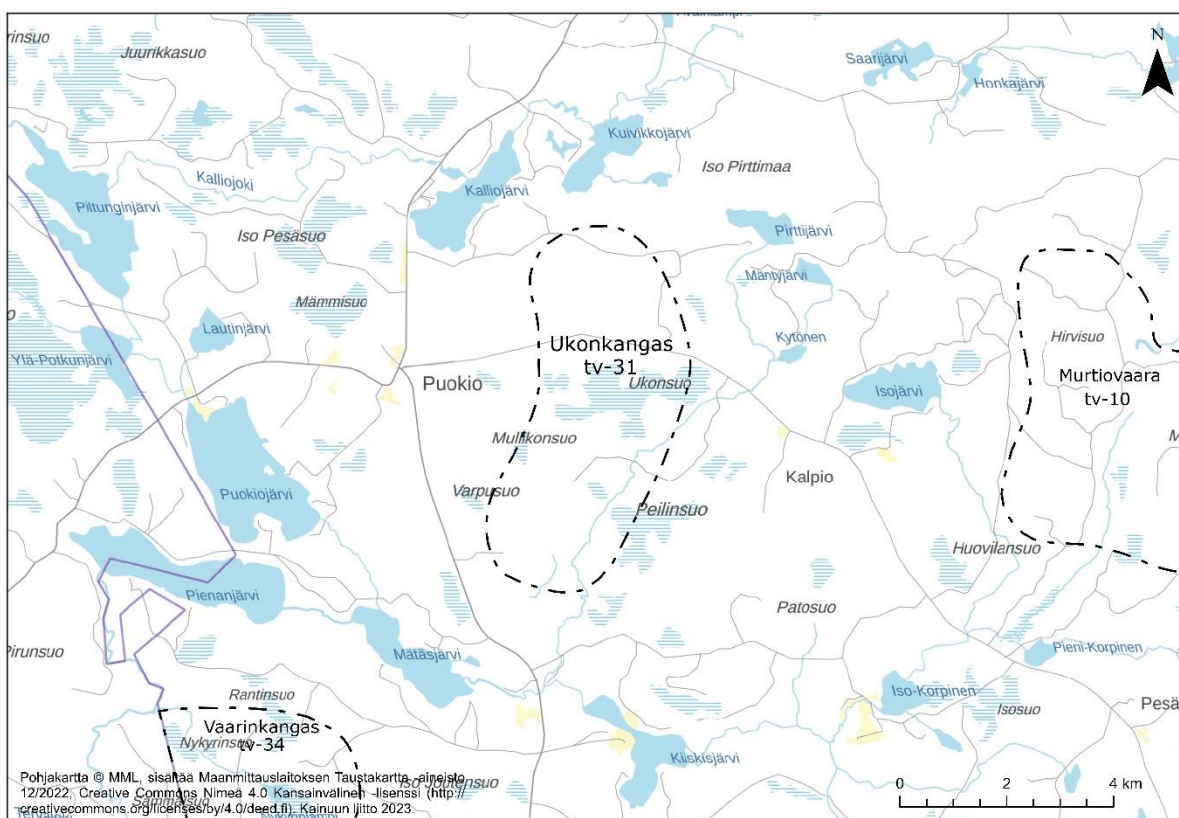 Juurikkasuo
Saarijärvi
N
Honkajärvi
Kuivikkojärvi
Kalliojoki
Kalliojärvi
Iso Pirttimaa
Piltunginjärvi
Iso Pesäsuo
Pirttijärvi
Mäntyjärvi
Mämmisuo
Lautinjärvi
Kytönen
Hirvisuo
Ylä-Potkunjärvi
Ukonkangas
tv-31
Puokio
Ukonsuo
Isojärvi
Murtiovaara
tv-10
Mullikonsuo
Varpusuo
Kalpio
Puokiojärvi
Peilinsuo
Huovilansuo
Pienanjärvi
Patosuo
Pirunsuo
Mätäsjärvi
Pieni-Korpinen
Rantinsuo
Iso-Korpinen
Isosuo
Pesä
Vaarinkangas
tv-34
Nykyrinsuo
Kiiskisjärvi
Iso Joutensuo
0 2 4 km
Pohjakartta © MML, sisältää Maanmittauslaitoksen Taustakartta -aineisto
12/2022, Creative Commons Nimeä 4.0 Kansainvälinen -lisenssi (http://
creativecommons.org/licenses/by/4.0/deed.fi). Kainuun liitto 2023.